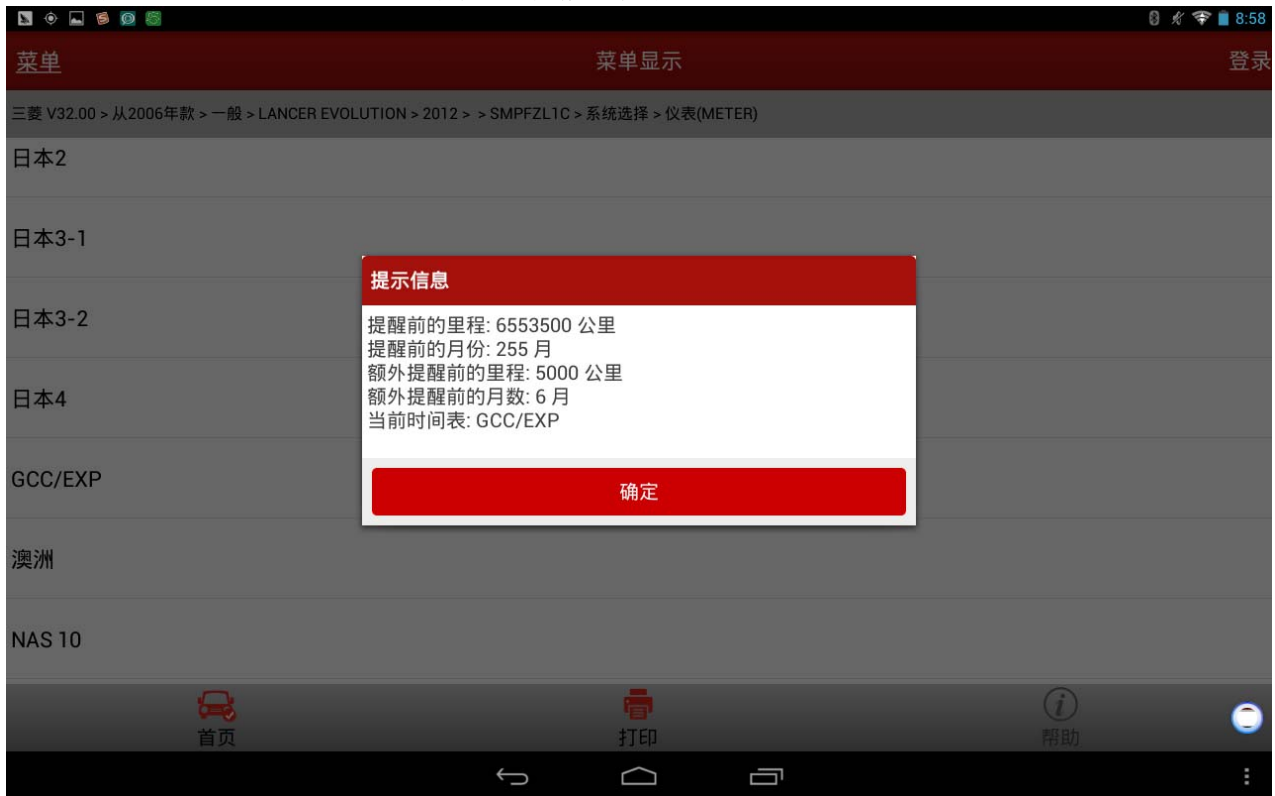 8:58
菜单
菜单显示
登录
三菱 V32.00 > 从2006年款 > 一般 > LANCER EVOLUTION > 2012 > > SMPFZL1C > 系统选择 > 仪表(METER)
日本2
日本3-1
日本3-2
日本4
GCC/EXP
澳洲
NAS 10
提示信息
提醒前的里程: 6553500 公里
提醒前的月份: 255 月
额外提醒前的里程: 5000 公里
额外提醒前的月数: 6 月
当前时间表: GCC/EXP
确定
首页
打印
帮助